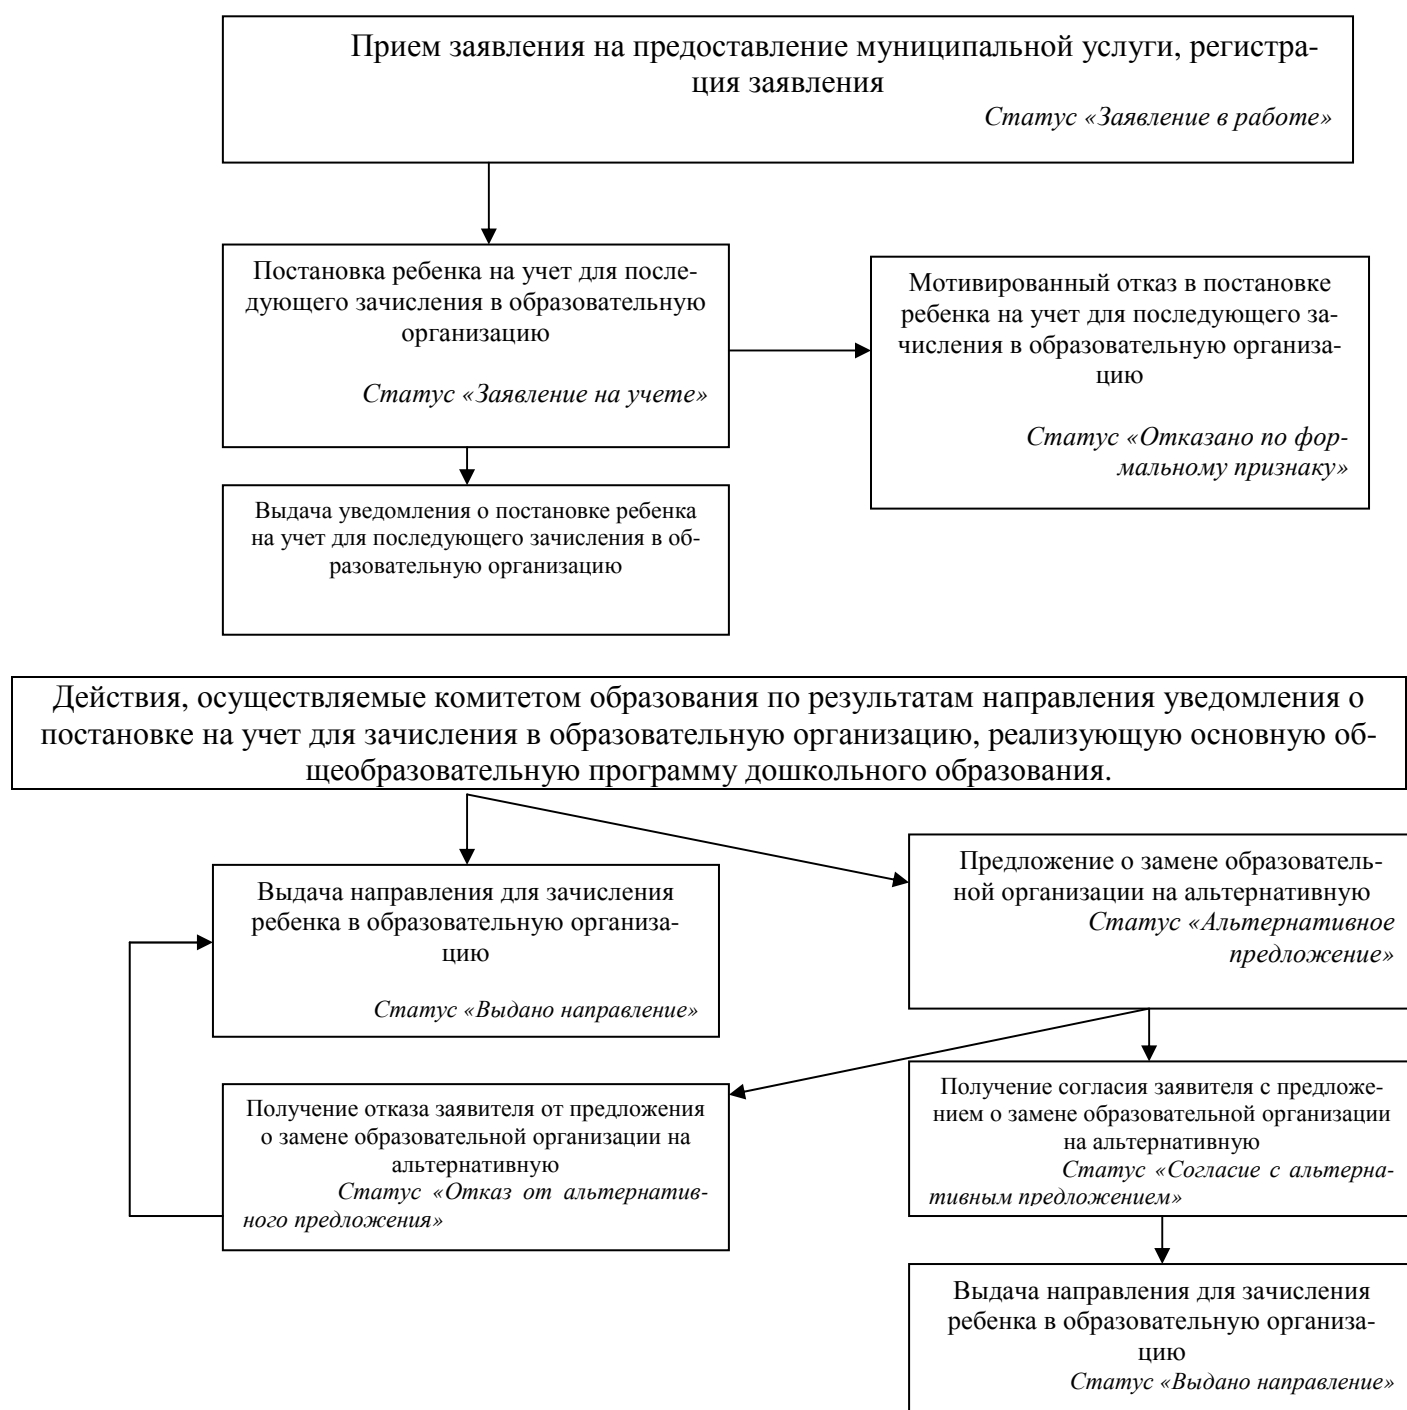 Прием заявления на предоставление муниципальной услуги, регистра-
ция заявления
Статус «Заявление в работе»
Постановка ребенка на учет для после-
дующего зачисления в образовательную
организацию
Статус «Заявление на учете»
Мотивированный отказ в постановке
ребенка на учет для последующего за-
числения в образовательную организа-
цию
Статус «Отказано по фор-
мальному признаку»
Выдача уведомления о постановке ребенка
на учет для последующего зачисления в об-
разовательную организацию
Действия, осуществляемые комитетом образования по результатам направления уведомления о
постановке на учет для зачисления в образовательную организацию, реализующую основную об-
щеобразовательную программу дошкольного образования.
Выдача направления для зачисления
ребенка в образовательную организа-
цию
Статус «Выдано направление»
Предложение о замене образователь-
ной организации на альтернативную
Статус «Альтернативное
предложение»
Получение отказа заявителя от предложения
о замене образовательной организации на
альтернативную
Статус «Отказ от альтернатив-
ного предложения»
Получение согласия заявителя с предложе-
нием о замене образовательной организации
на альтернативную
Статус «Согласие с альтерна-
тивным предложением»
Выдача направления для зачисления
ребенка в образовательную организа-
цию
Статус «Выдано направление»